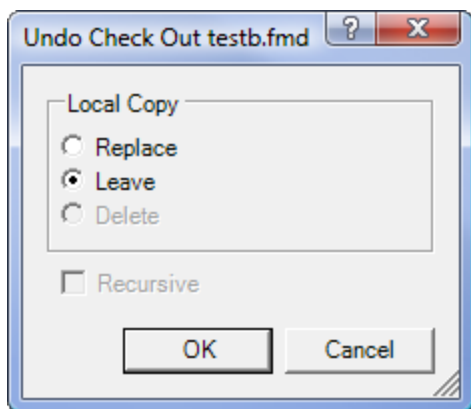 Undo Check Out testb.fmd
Local Copy
Replace
Leave
Delete
Recursive
OK
Cancel